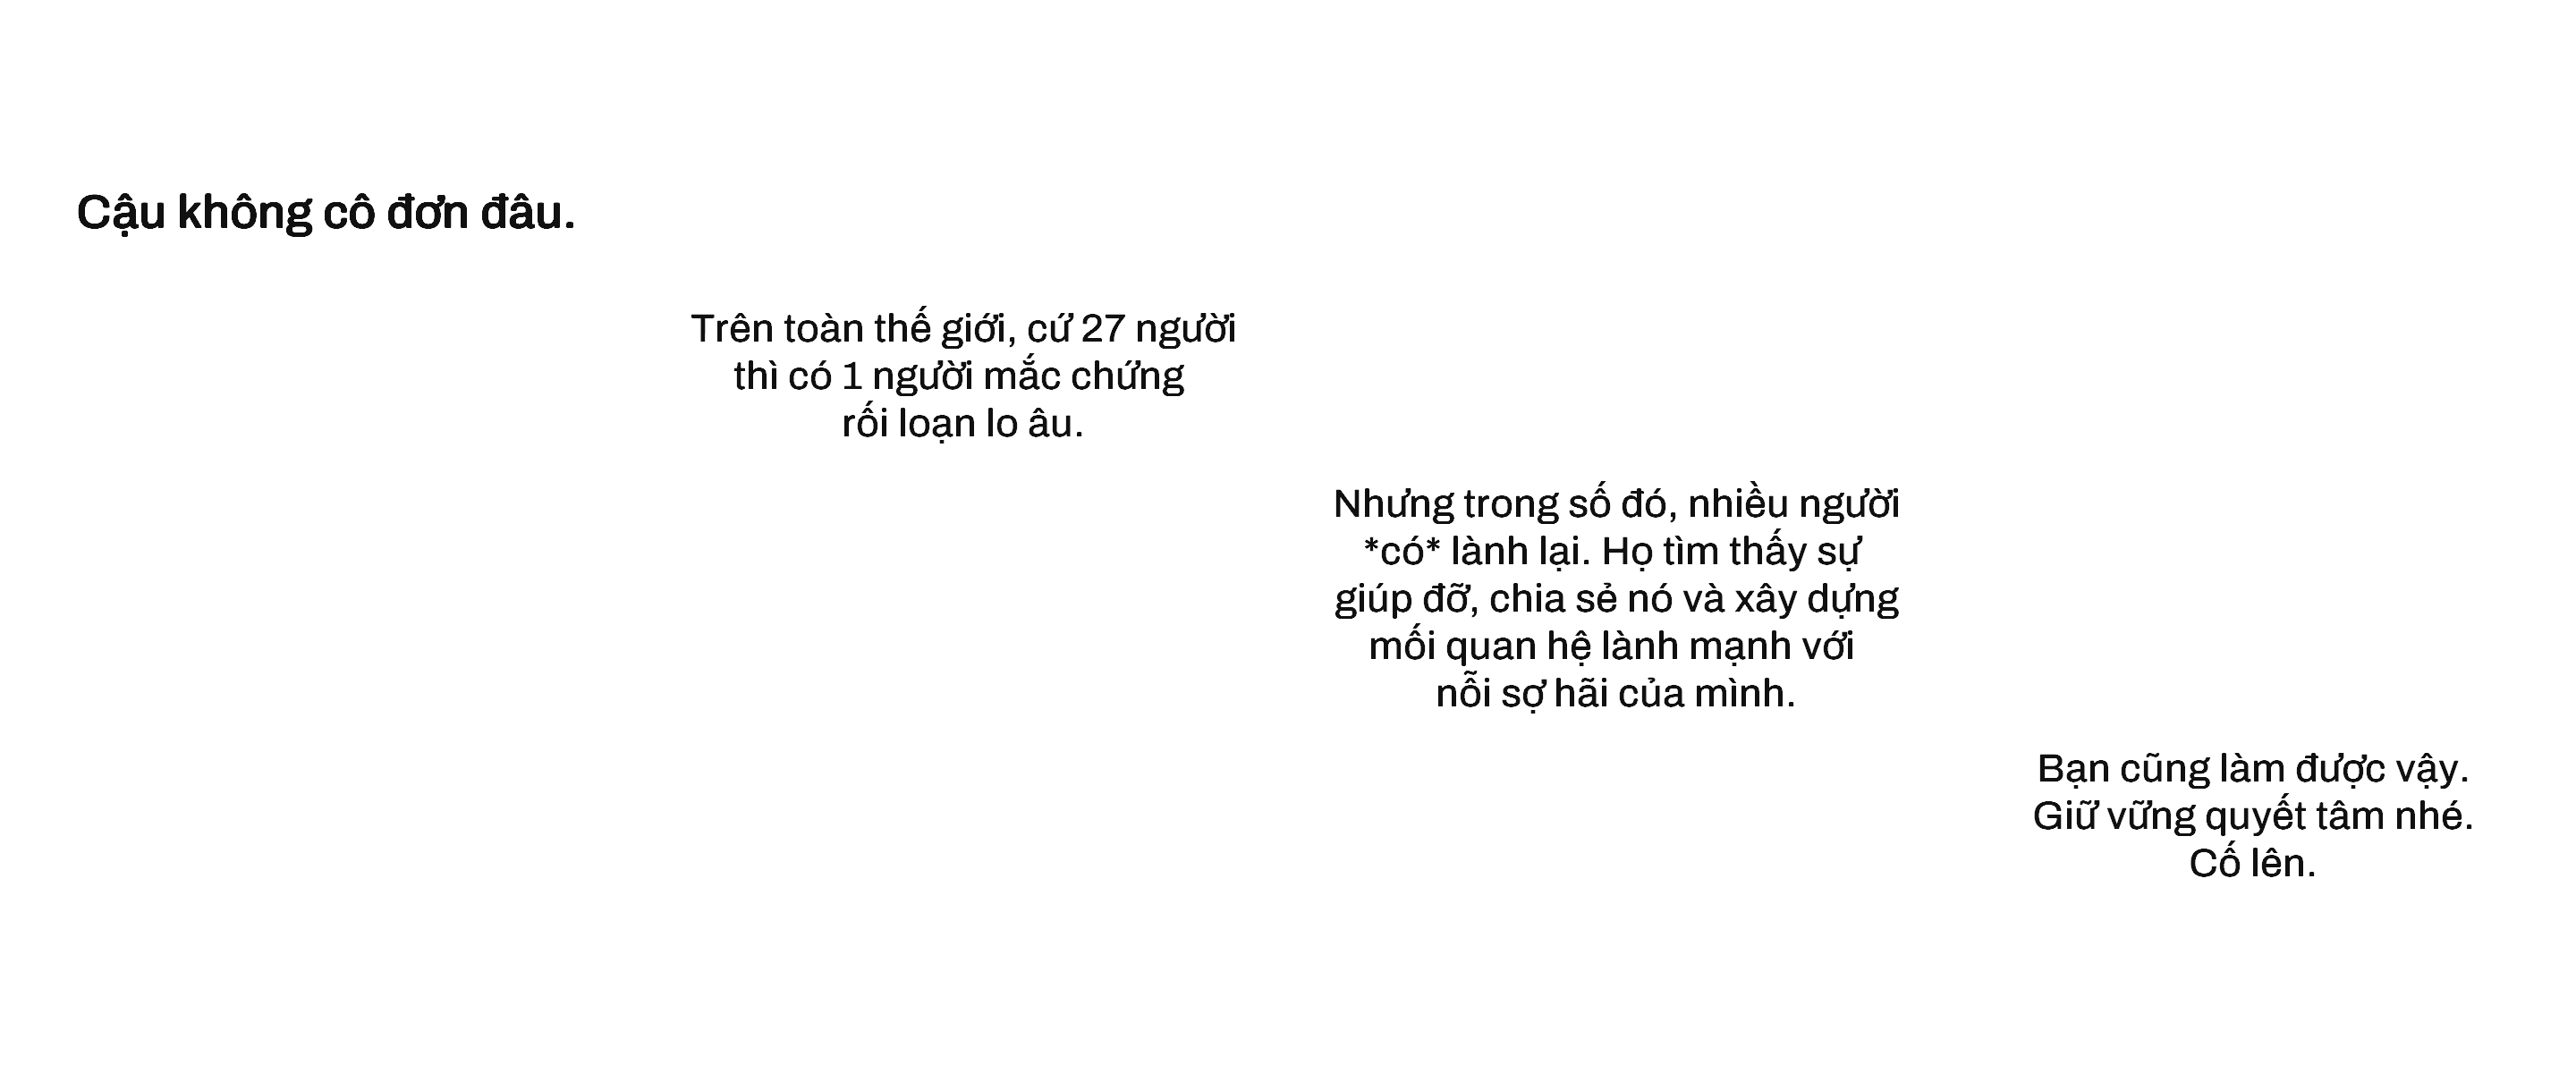 Cậu không cô đơn đâu.
Trên toàn thế giới, cứ 27 người
thì có 1 người mắc chứng
rối loạn lo âu.
Nhưng trong số đó, nhiều người
*có* lành lại. Họ tìm thấy sự
giúp đỡ, chia sẻ nó và xây dựng
mối quan hệ lành mạnh với
nỗi sợ hãi của mình.
Bạn cũng làm được vậy.
Giữ vững quyết tâm nhé.
Cố lên.